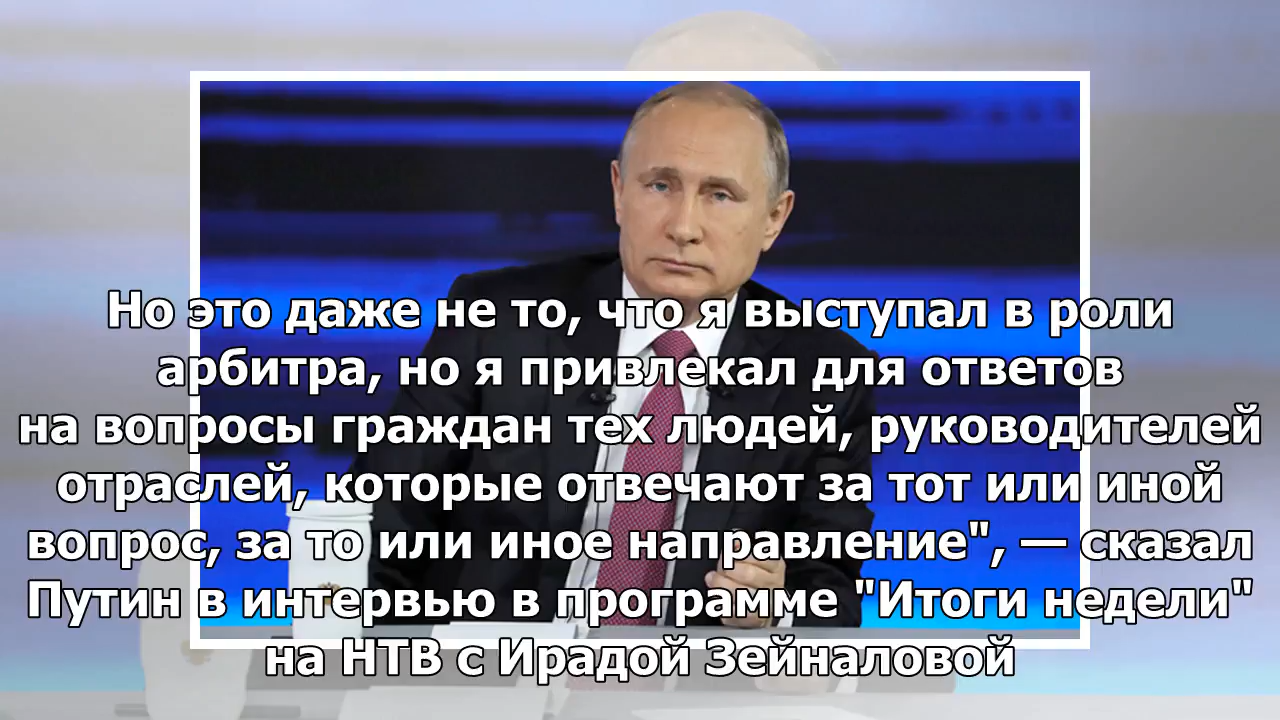 Но это даже не то, что я выступал в роли
арбитра, но я привлекал для ответов
на вопросы граждан тех людей, руководителей
отраслей, которые отвечают за тот или иной
вопрос, за то или иное направление", — сказал
Путин в интервью в программе "Итоги недели"
на НТВ с Ирадой Зейналовой